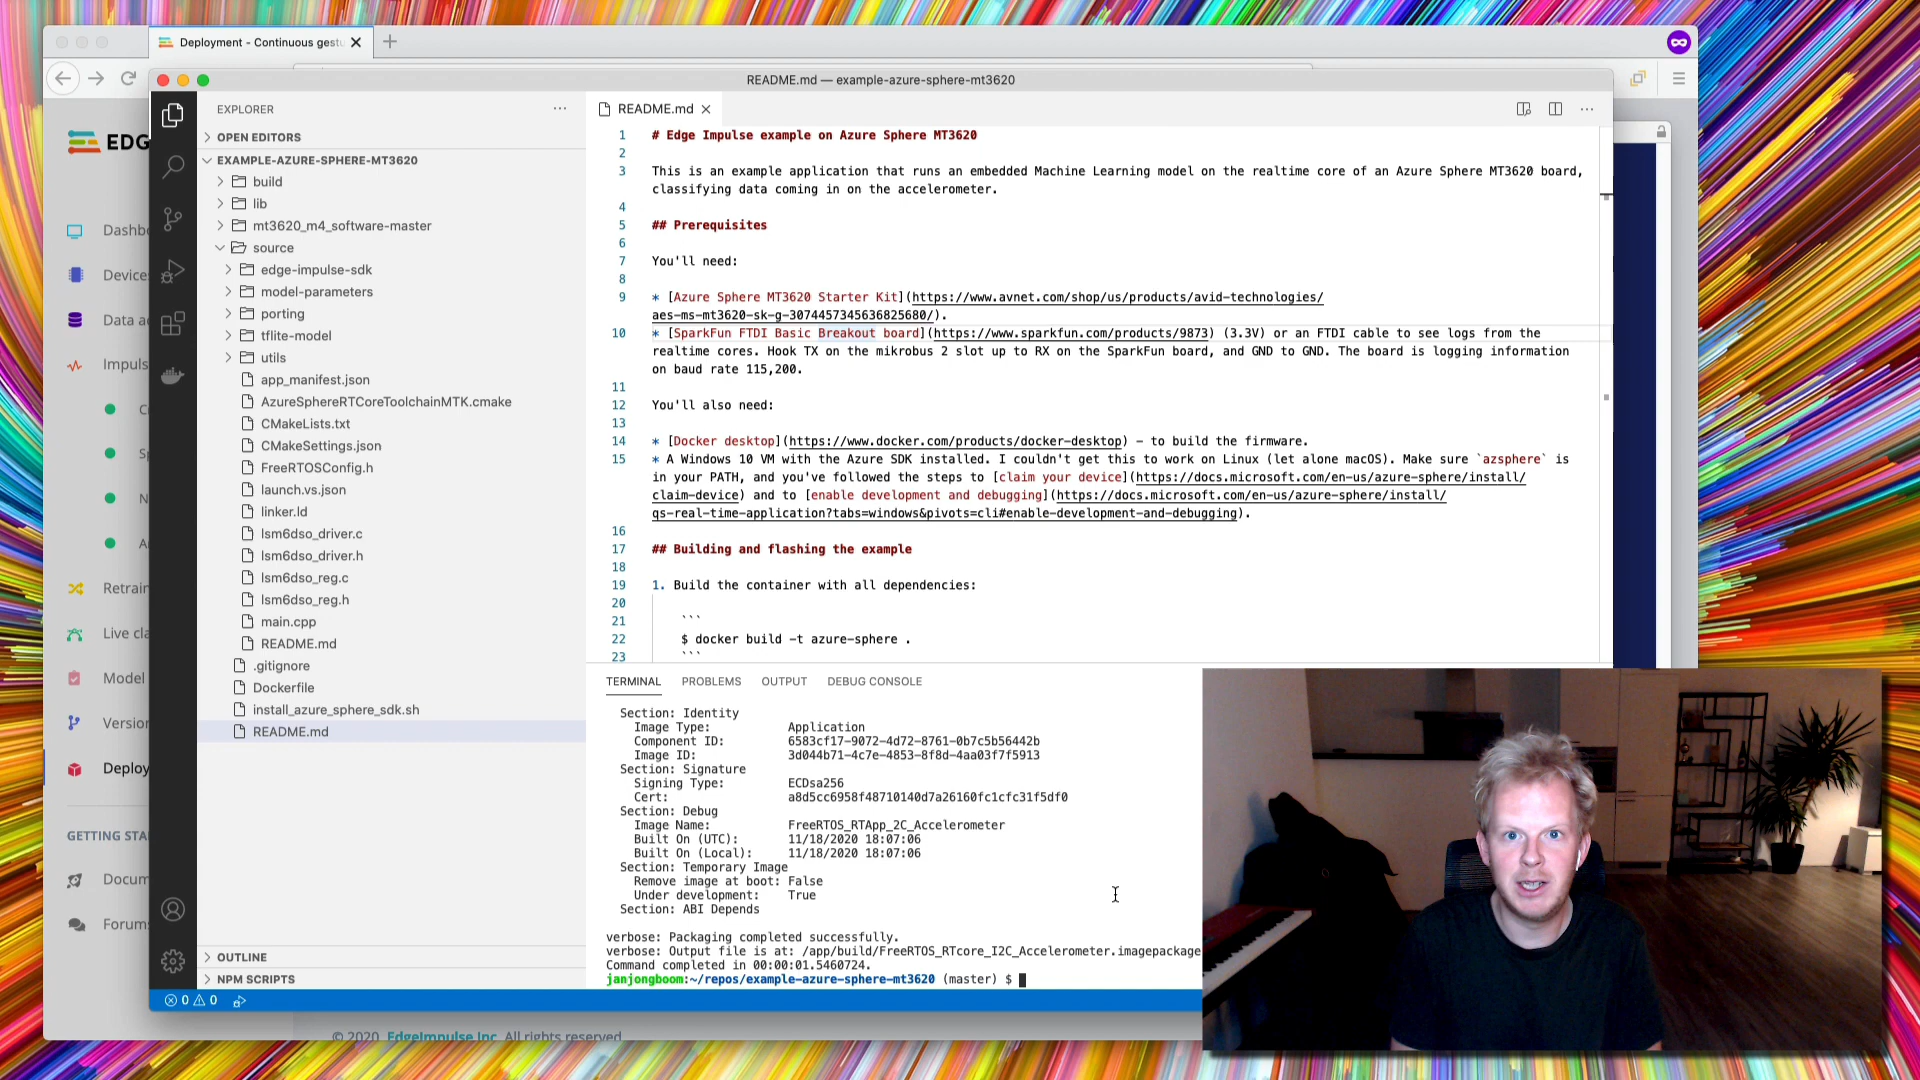 Deployment - Continuous gestu
README.md — example-azure-sphere-mt3620
EDG
Dashb
Device
Data a
Impuls
C
S
N
A
Retrain
Live cla
Model
Version
Deploy
GETTING STA
Docum
Forums
EXPLORER
OPEN EDITORS
EXAMPLE-AZURE-SPHERE-MT3620
build
lib
mt3620_m4_software-master
source
edge-impulse-sdk
model-parameters
porting
tflite-model
utils
app_manifest.json
AzureSphereRTCoreToolchainMTK.cmake
CMakeLists.txt
CMakeSettings.json
FreeRTOSConfig.h
launch.vs.json
linker.ld
lsm6dso_driver.c
lsm6dso_driver.h
lsm6dso_reg.c
lsm6dso_reg.h
main.cpp
README.md
.gitignore
Dockerfile
install_azure_sphere_sdk.sh
README.md
OUTLINE
NPM SCRIPTS
0 0
README.md
1 # Edge Impulse example on Azure Sphere MT3620
2
3 This is an example application that runs an embedded Machine Learning model on the realtime core of an Azure Sphere MT3620 board,
classifying data coming in on the accelerometer.
4
5 ## Prerequisites
6
7 You'll need:
8
9 * [Azure Sphere MT3620 Starter Kit](https://www.avnet.com/shop/us/products/avid-technologies/
aes-ms-mt3620-sk-g-3074457345636825680/).
10 * [SparkFun FTDI Basic Breakout board](https://www.sparkfun.com/products/9873) (3.3V) or an FTDI cable to see logs from the
realtime cores. Hook TX on the mikrobus 2 slot up to RX on the SparkFun board, and GND to GND. The board is logging information
on baud rate 115,200.
11
12 You'll also need:
13
14 * [Docker desktop](https://www.docker.com/products/docker-desktop) - to build the firmware.
15 * A Windows 10 VM with the Azure SDK installed. I couldn't get this to work on Linux (let alone macOS). Make sure `azsphere` is
in your PATH, and you've followed the steps to [claim your device](https://docs.microsoft.com/en-us/azure-sphere/install/
claim-device) and to [enable development and debugging](https://docs.microsoft.com/en-us/azure-sphere/install/
qs-real-time-application?tabs=windows&pivots=cli#enable-development-and-debugging).
16
17 ## Building and flashing the example
18
19 1. Build the container with all dependencies:
20
21 ```
22 $ docker build -t azure-sphere .
23 ```
TERMINAL PROBLEMS OUTPUT DEBUG CONSOLE
Section: Identity
Image Type: Application
Component ID: 6583cf17-9072-4d72-8761-0b7c5b56442b
Image ID: 3d044b71-4c7e-4853-8f8d-4aa03f7f5913
Section: Signature
Signing Type: ECDsa256
Cert: a8d5cc6958f48710140d7a26160fc1cfc31f5df0
Section: Debug
Image Name: FreeRTOS_RTApp_2C_Accelerometer
Built On (UTC): 11/18/2020 18:07:06
Built On (Local): 11/18/2020 18:07:06
Section: Temporary Image
Remove image at boot: False
Under development: True
Section: ABI Depends
verbose: Packaging completed successfully.
verbose: Output file is at: /app/build/FreeRTOS_RTcore_I2C_Accelerometer.imagepackage
Command completed in 00:00:01.5460724.
janjongboom:~/repos/example-azure-sphere-mt3620 (master) $
© 2020 EdgeImpulse Inc. All rights reserved